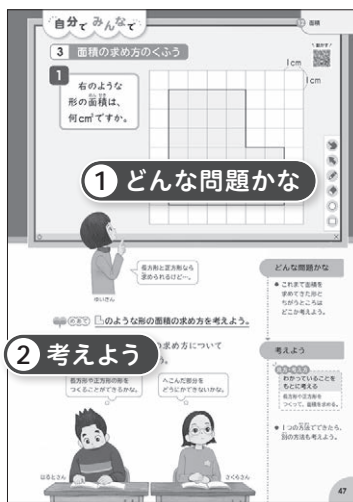 自分で みんなで
面積
3 面積の求め方のくふう
1
右のような
形の面積は、
何cm²ですか。
1cm
1cm
① どんな問題かな
長方形と正方形なら
求められるけど…。
ゆいさん
どんな問題かな
これまで面積を
求めてきた形と
ちがうところは
どこか考えよう。
めあて のような形の面積の求め方を考えよう。
② 考えよう
の求め方について
う。
長方形や正方形の形を
つくることができるかな。
へこんだ部分を
どうにかできないかな。
はるとさん
さくらさん
考えよう
わかっていることを
もとに考える
長方形や正方形を
つくって、面積を求める。
1つの方法でできたら、
別の方法も考えよう。
47